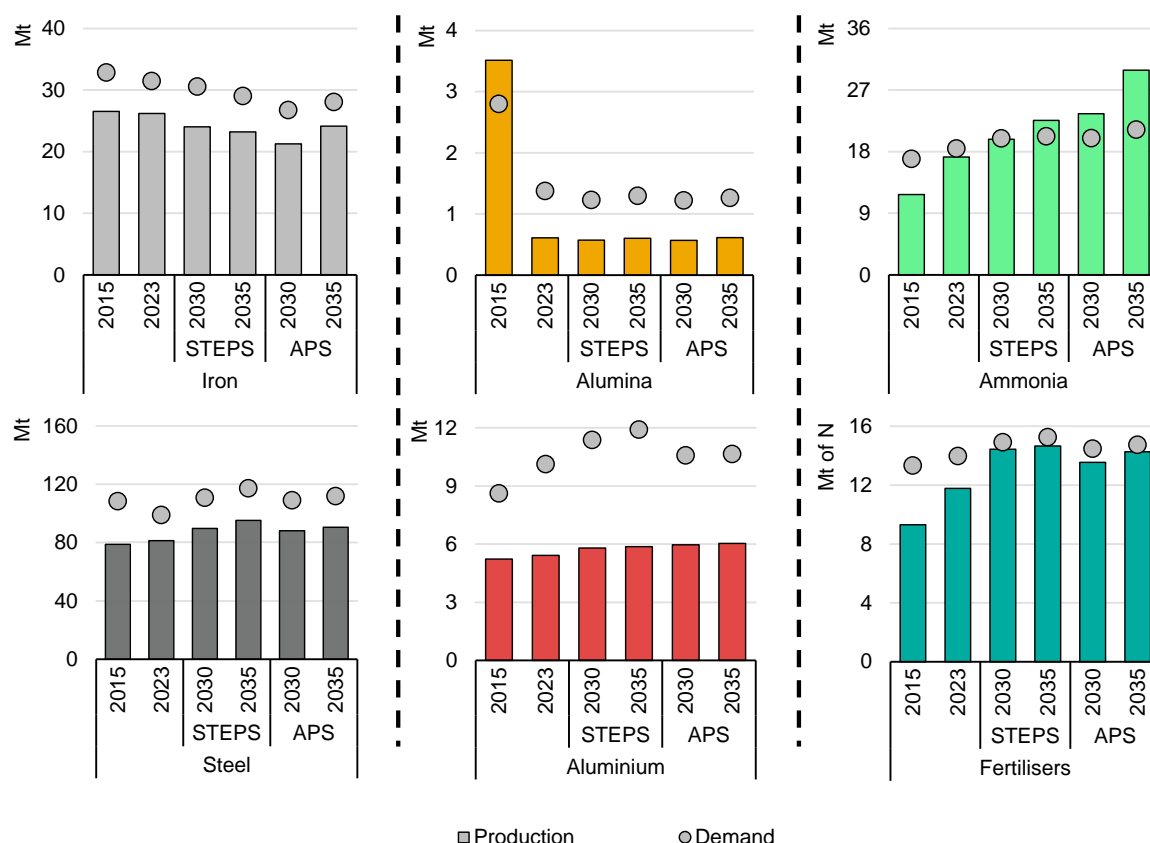 Mt
40
30
20
10
0
2015
2023
2030
2035
2030
2035
STEPS
APS
Iron
Mt
4
3
2
1
0
2015
2023
2030
2035
2030
2035
STEPS
APS
Alumina
Mt
36
27
18
9
0
2015
2023
2030
2035
2030
2035
STEPS
APS
Ammonia
Mt
160
120
80
40
0
2015
2023
2030
2035
2030
2035
STEPS
APS
Steel
Mt
12
9
6
3
0
2015
2023
2030
2035
2030
2035
STEPS
APS
Aluminium
Mt of N
16
12
8
4
0
2015
2023
2030
2035
2030
2035
STEPS
APS
Fertilisers
Production
Demand